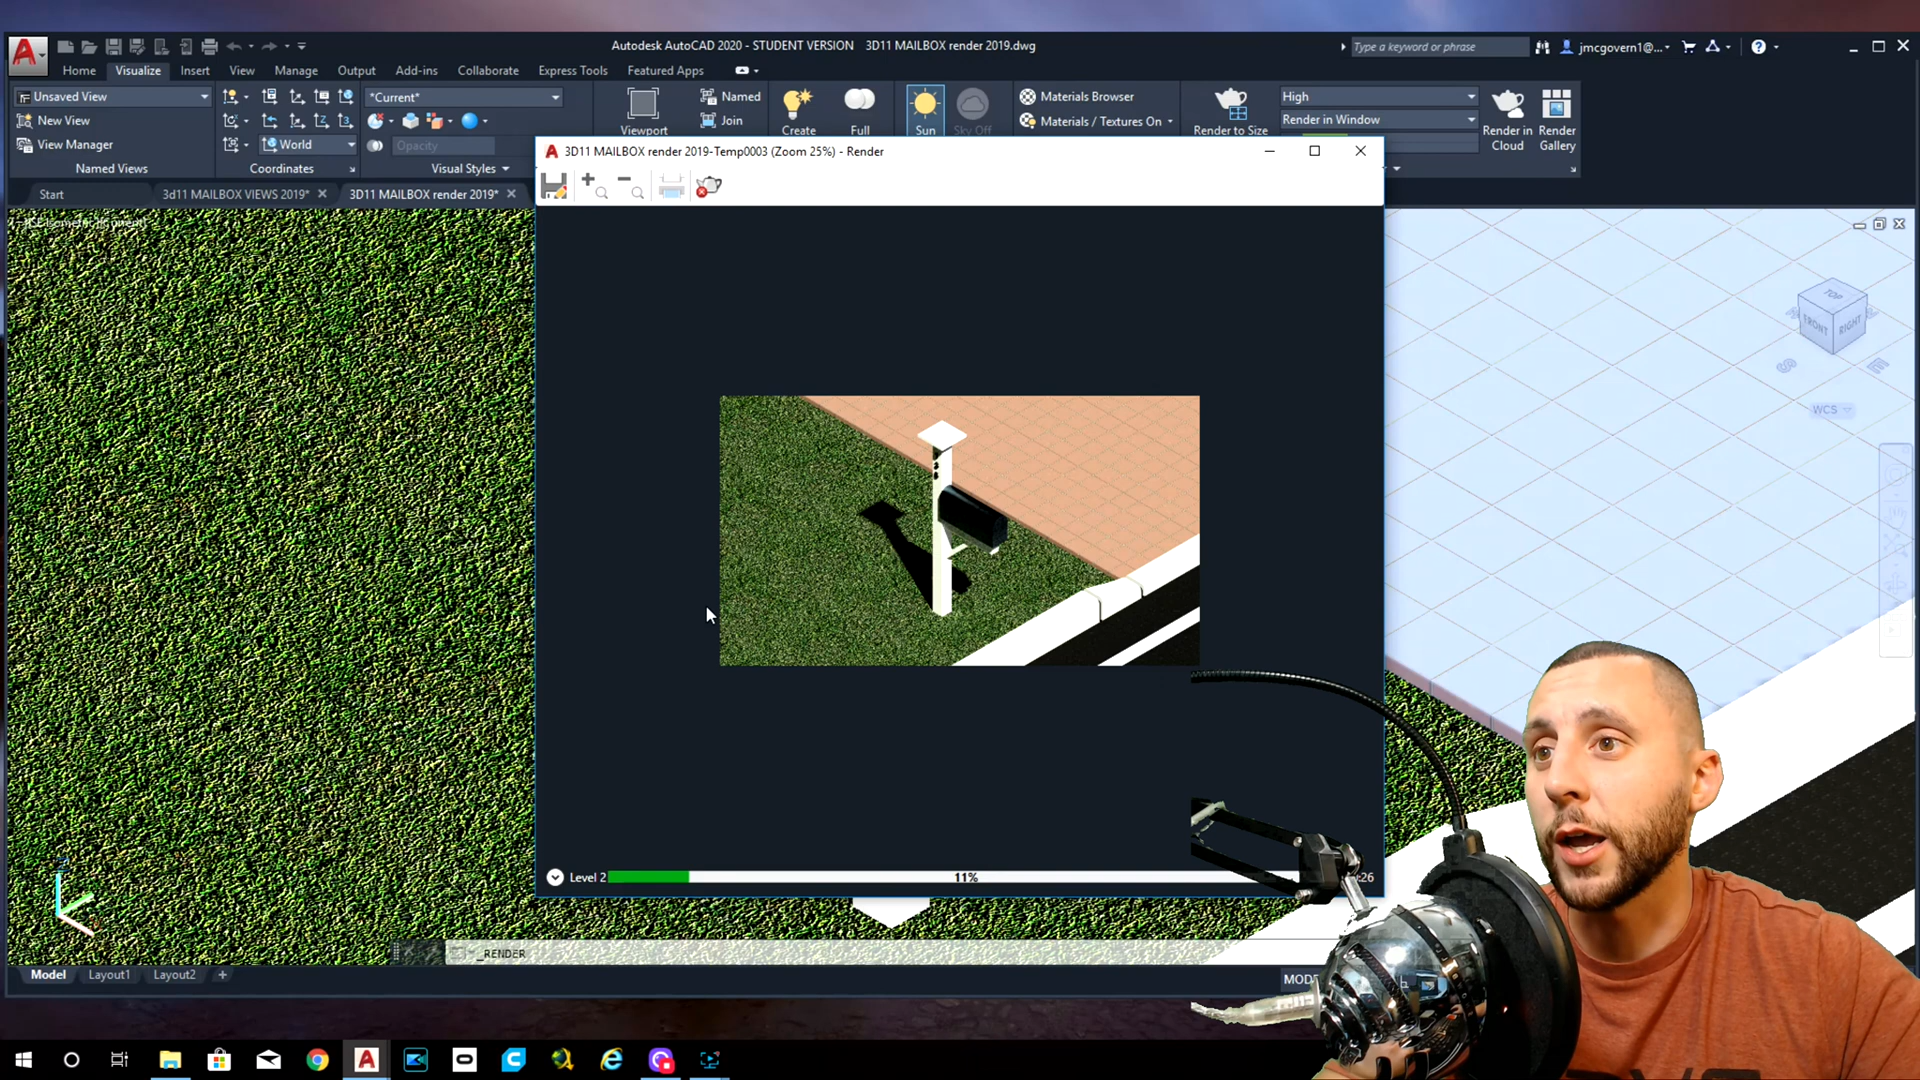 Autodesk AutoCAD 2020 - STUDENT VERSION 3D11 MAILBOX render 2019.dwg
Type a keyword or phrase
jmcgovern1@...
Home Visualize Insert View Manage Output Add-ins Collaborate Express Tools Featured Apps
Unsaved View
New View
View Manager
Named Views
World
Coordinates
*Current*
Opacity
Visual Styles
Viewport
Named
Join
Create
Full
Sun
Sky Off
Materials Browser
Materials / Textures On
Render to Size
High
Render in Window
Render in Cloud
Render Gallery
Start
3d11 MAILBOX VIEWS 2019*
3D11 MAILBOX render 2019*
3D11 MAILBOX render 2019-Temp0003 (Zoom 25%) - Render
TOP
FRONT
RIGHT
S
E
WCS
Level 2
11%
:26
_RENDER
Model
Layout1
Layout2